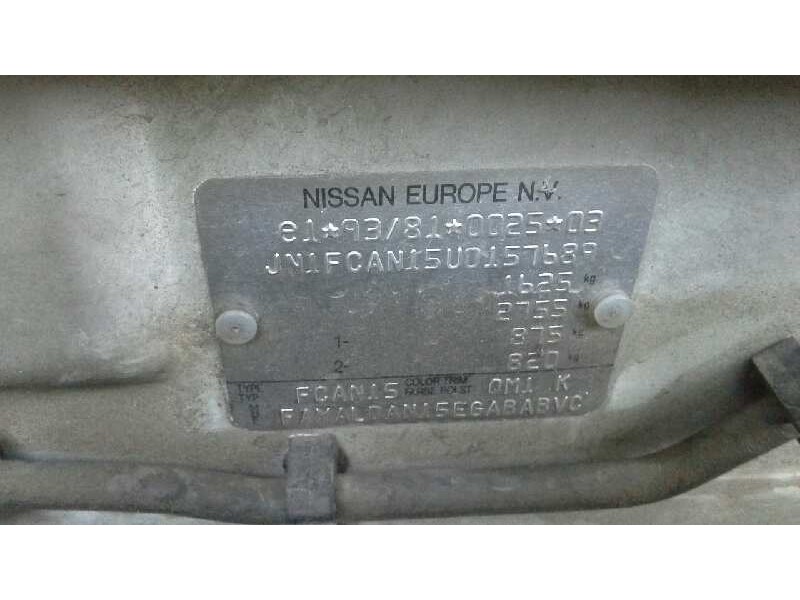 NISSAN EUROPE N.V.
e1*93/81*0025*03
JN1FCAN15U0157689
1625 kg
2755 kg
1- 875 kg
2- 820 kg
TYPE FCAN15 COLOR TRIM QM1 K
TYP